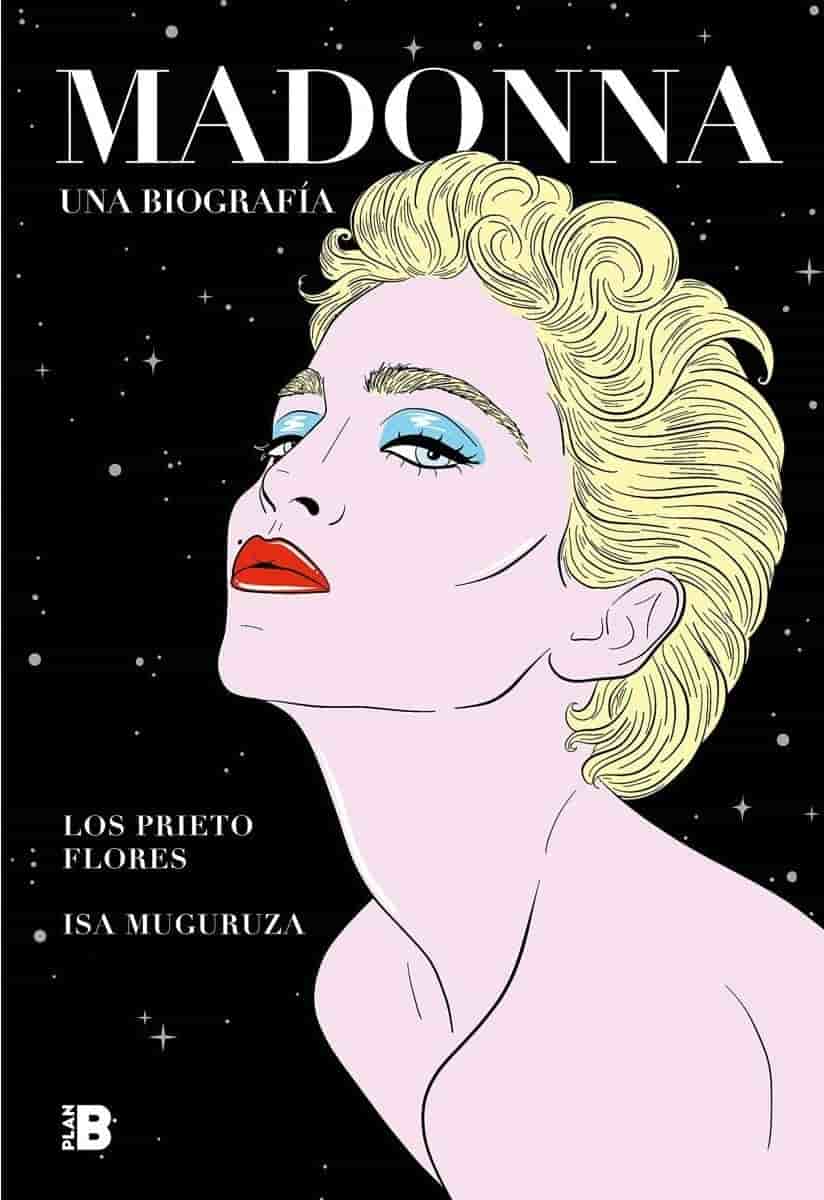 MADONNA
UNA BIOGRAFÍA
LOS PRIETO
FLORES
ISA MUGURUZA
PLAN B